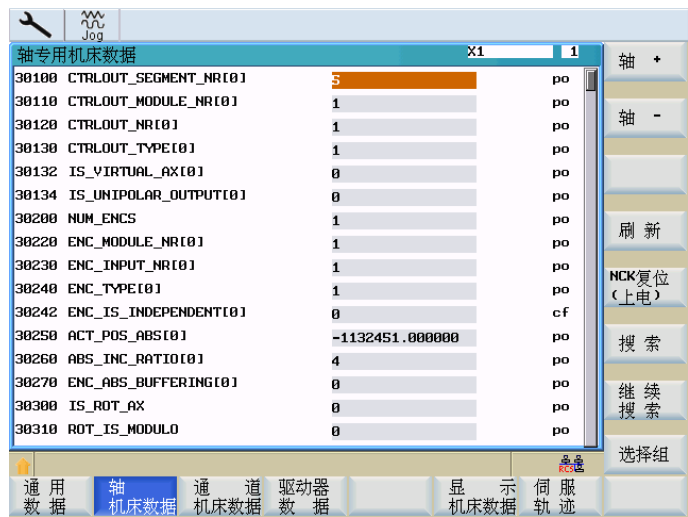 Jog
轴专用机床数据 X1 1
30100 CTRLOUT_SEGMENT_NR[0] 5 po
30110 CTRLOUT_MODULE_NR[0] 1 po
30120 CTRLOUT_NR[0] 1 po
30130 CTRLOUT_TYPE[0] 1 po
30132 IS_VIRTUAL_AX[0] 0 po
30134 IS_UNIPOLAR_OUTPUT[0] 0 po
30200 NUM_ENCS 1 po
30220 ENC_MODULE_NR[0] 1 po
30230 ENC_INPUT_NR[0] 1 po
30240 ENC_TYPE[0] 1 po
30242 ENC_IS_INDEPENDENT[0] 0 cf
30250 ACT_POS_ABS[0] -1132451.000000 po
30260 ABS_INC_RATIO[0] 4 po
30270 ENC_ABS_BUFFERING[0] 0 po
30300 IS_ROT_AX 0 po
30310 ROT_IS_MODULO 0 po
轴 +
轴 -
刷 新
NCK复位
(上电)
搜 索
继 续
搜 索
选择组
RCS
通 用
数 据
轴
机床数据
通 道
机床数据
驱动器
数 据
显 示
机床数据
伺 服
轨 迹